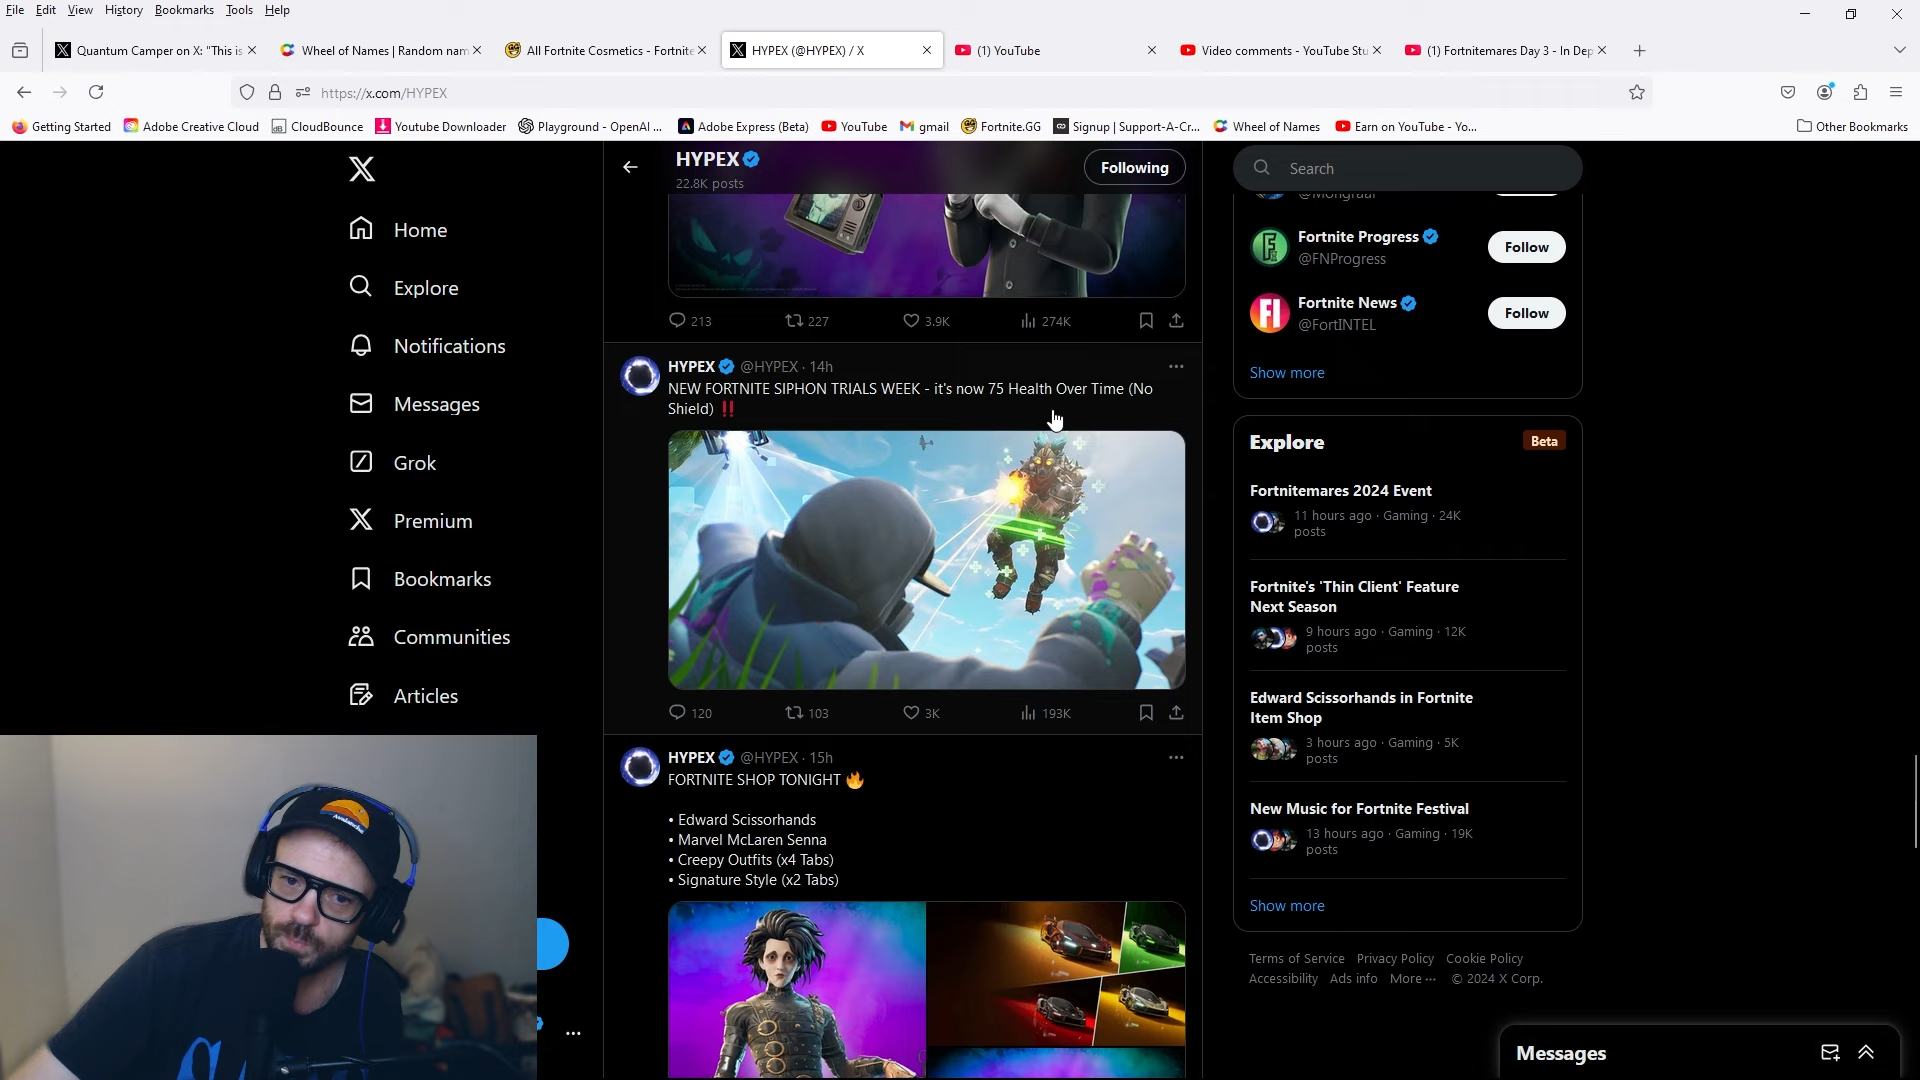 File Edit View History Bookmarks Tools Help
Quantum Camper on X: "This is
Wheel of Names | Random nam
All Fortnite Cosmetics - Fortnite
HYPEX (@HYPEX) / X
(1) YouTube
Video comments - YouTube Stu
(1) Fortnitemares Day 3 - In Dep
https://x.com/HYPEX
Getting Started
Adobe Creative Cloud
CloudBounce
Youtube Downloader
Playground - OpenAI ...
Adobe Express (Beta)
YouTube
gmail
Fortnite.GG
Signup | Support-A-Cr...
Wheel of Names
Earn on YouTube - Yo...
Other Bookmarks
Home
Explore
Notifications
Messages
Grok
Premium
Bookmarks
Communities
Articles
HYPEX
22.8K posts
Following
213 227 3.9K 274K
HYPEX @HYPEX · 14h
NEW FORTNITE SIPHON TRIALS WEEK - it's now 75 Health Over Time (No
Shield) ‼️
120 103 3K 193K
HYPEX @HYPEX · 15h
FORTNITE SHOP TONIGHT 🔥
• Edward Scissorhands
• Marvel McLaren Senna
• Creepy Outfits (x4 Tabs)
• Signature Style (x2 Tabs)
Search
@Mongraal
Fortnite Progress
@FNProgress
Follow
Fortnite News
@FortINTEL
Follow
Show more
Explore
Beta
Fortnitemares 2024 Event
11 hours ago · Gaming · 24K
posts
Fortnite's 'Thin Client' Feature
Next Season
9 hours ago · Gaming · 12K
posts
Edward Scissorhands in Fortnite
Item Shop
3 hours ago · Gaming · 5K
posts
New Music for Fortnite Festival
13 hours ago · Gaming · 19K
posts
Show more
Terms of Service Privacy Policy Cookie Policy
Accessibility Ads info More ··· © 2024 X Corp.
Messages
Avalanche